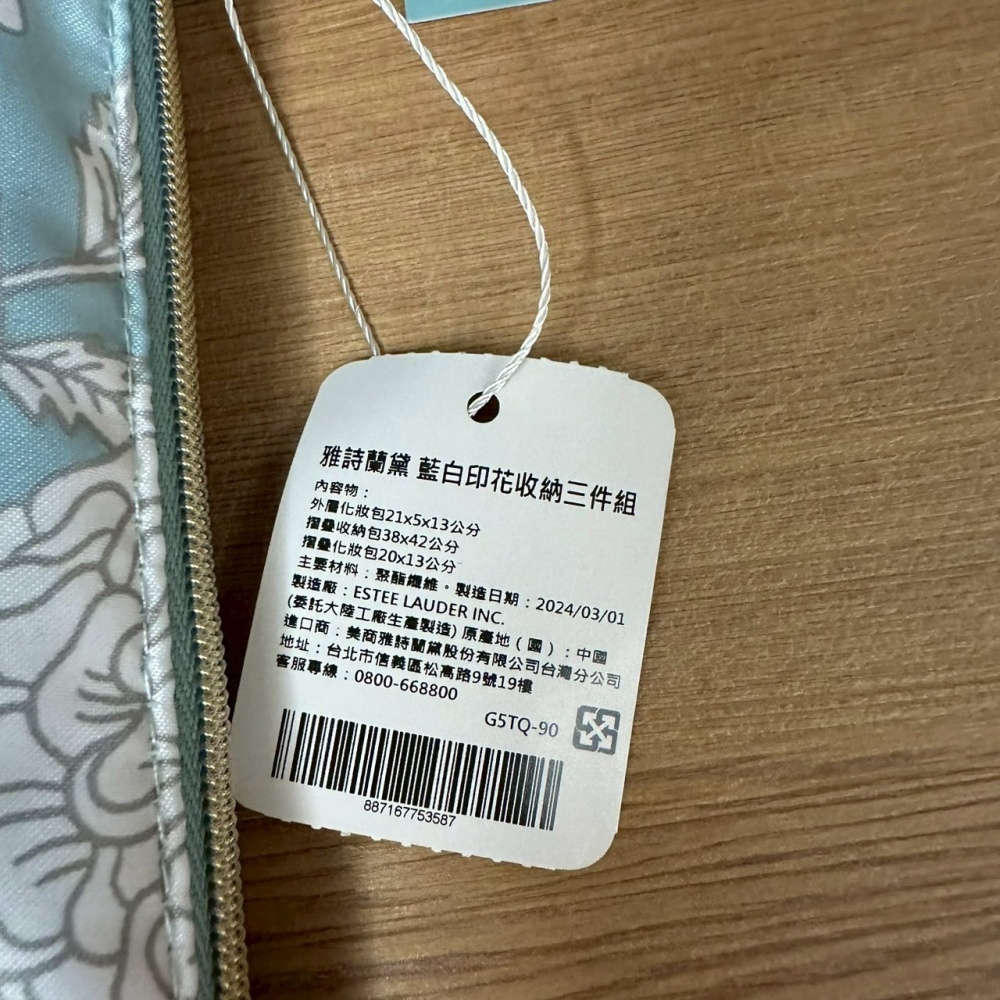 雅詩蘭黛 藍白印花收納三件組
內容物：
外層化妝包21x5x13公分
摺疊收納包38x42公分
摺疊化妝包20x13公分
主要材料：聚酯纖維。製造日期：2024/03/01
製造廠：ESTEE LAUDER INC.
(委託大陸工廠生產製造) 原產地（國）：中國
進口商：美商雅詩蘭黛股份有限公司台灣分公司
地址：台北市信義區松高路9號19樓
客服專線：0800-668800
G5TQ-90
887167753587